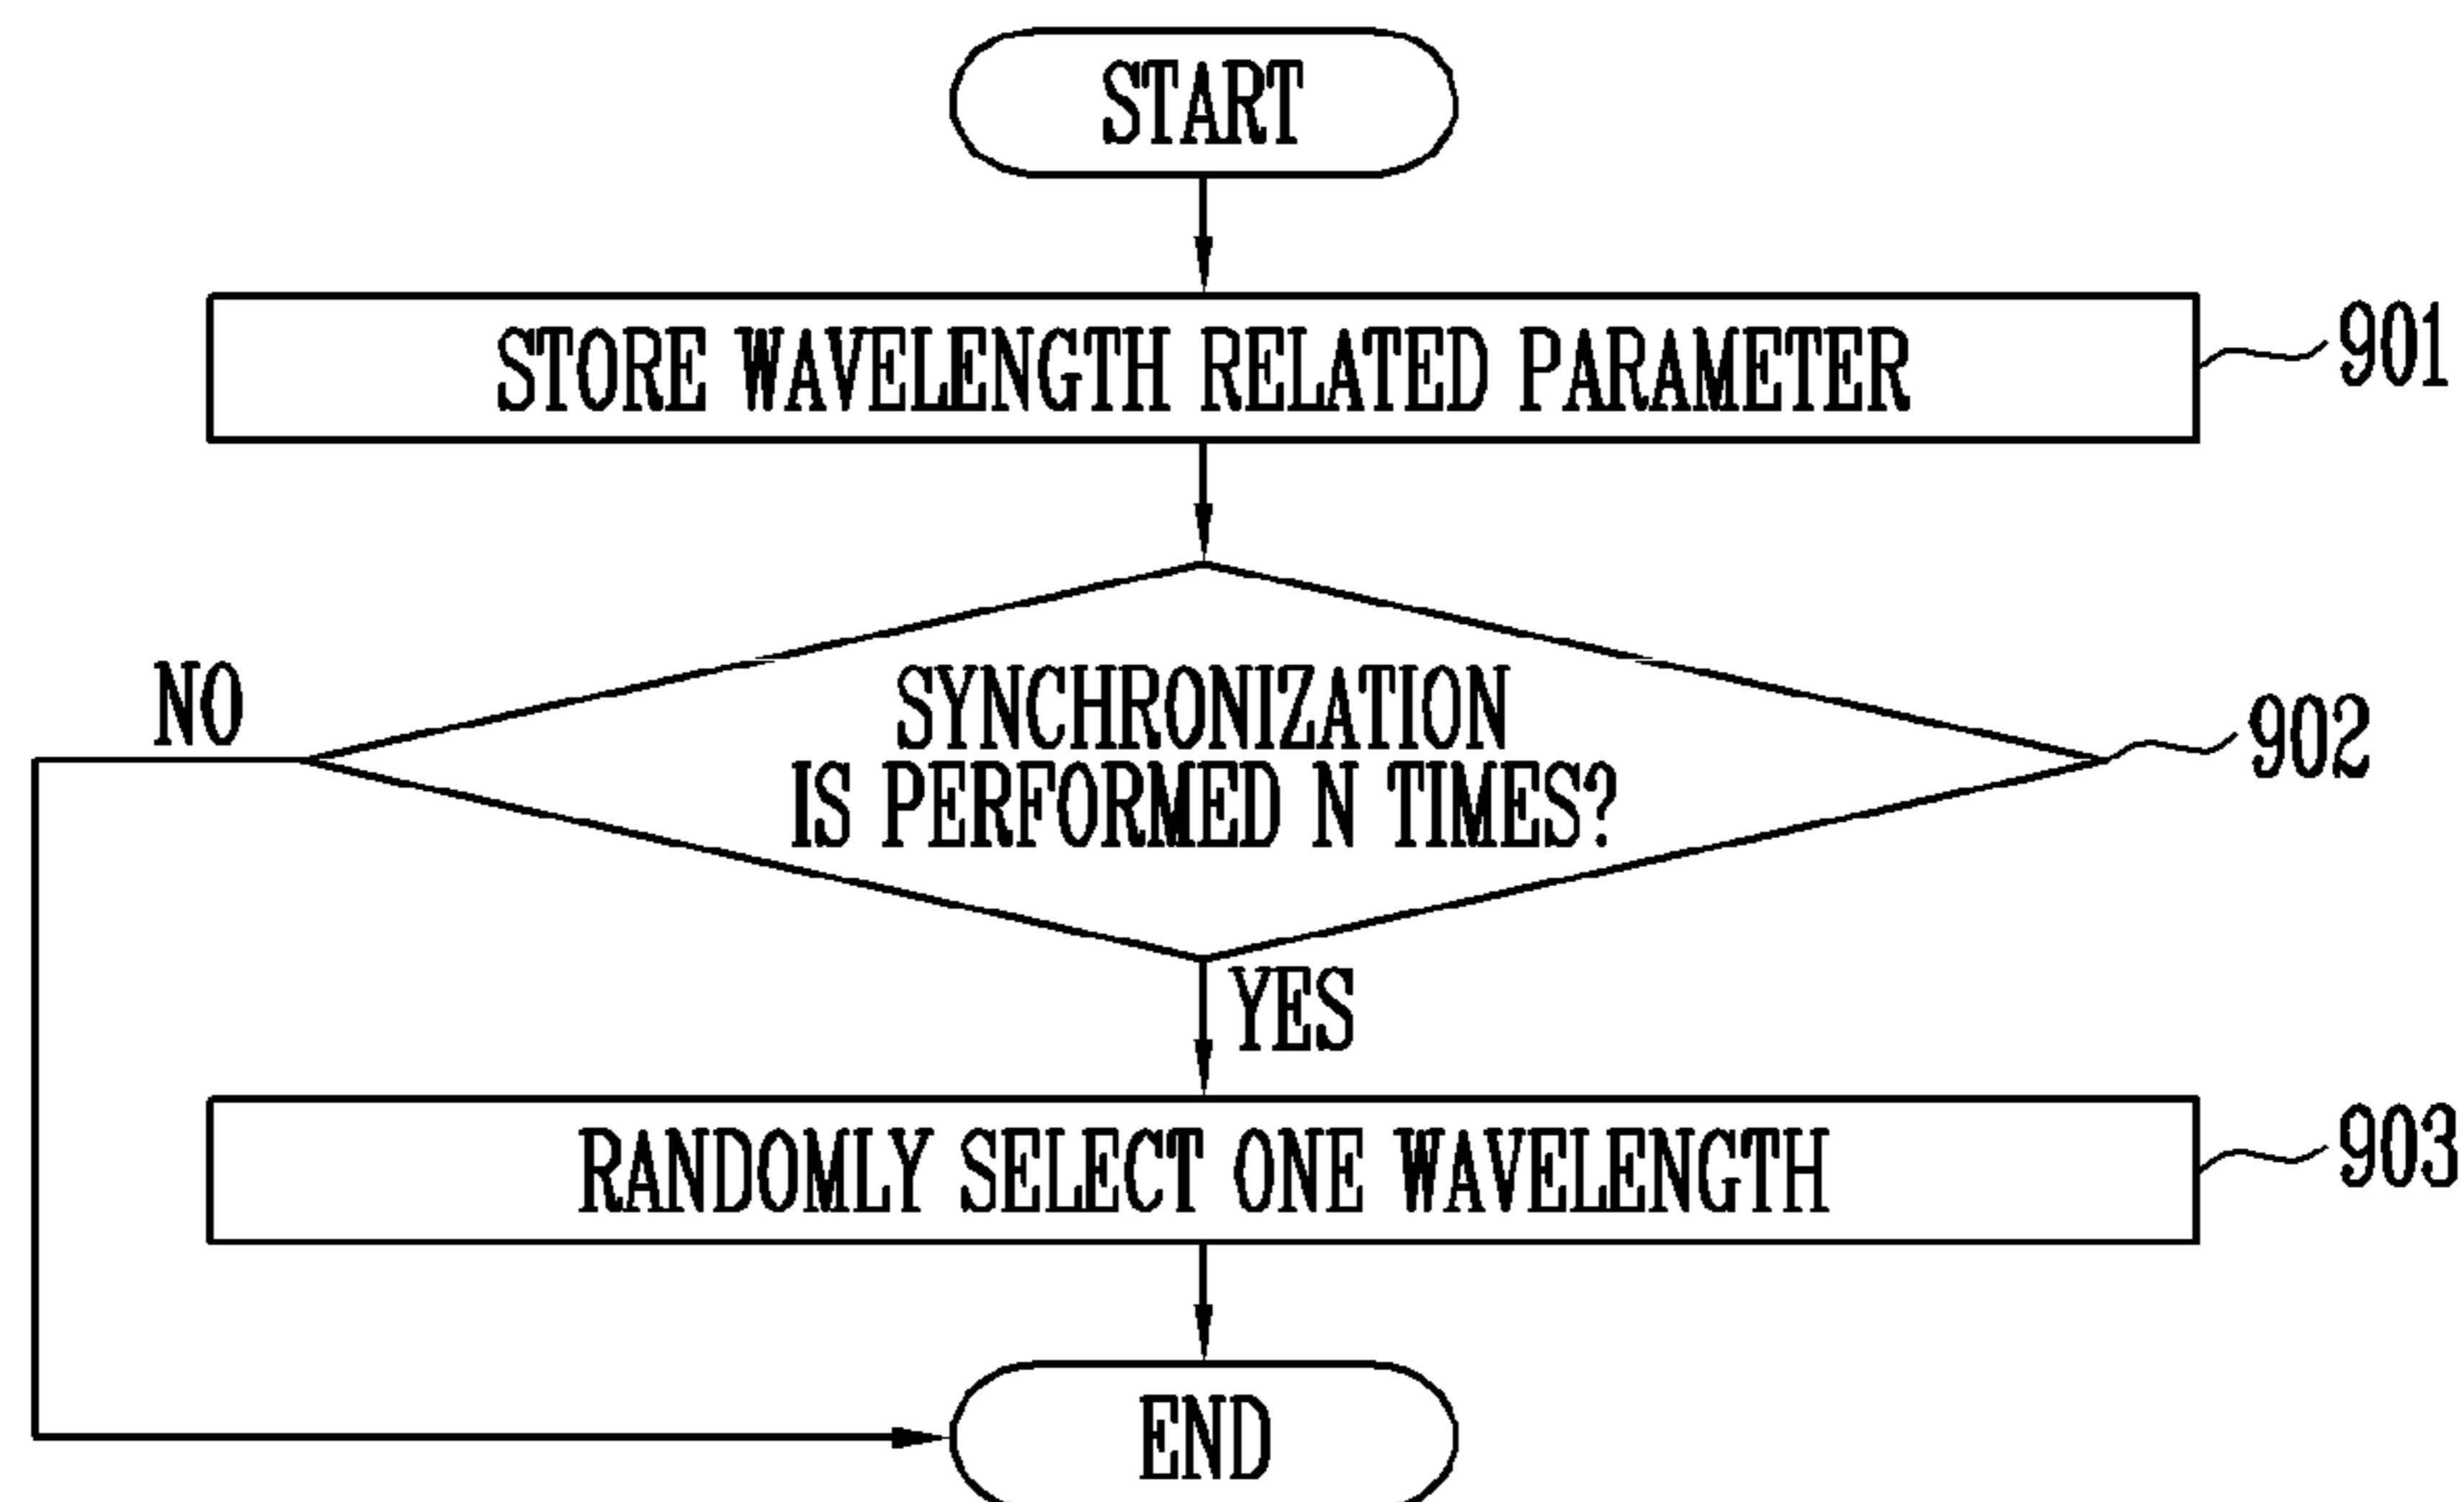 START
STORE WAVELENGTH RELATED PARAMETER
901
NO
SYNCHRONIZATION
IS PERFORMED N TIMES?
902
YES
RANDOMLY SELECT ONE WAVELENGTH
903
END